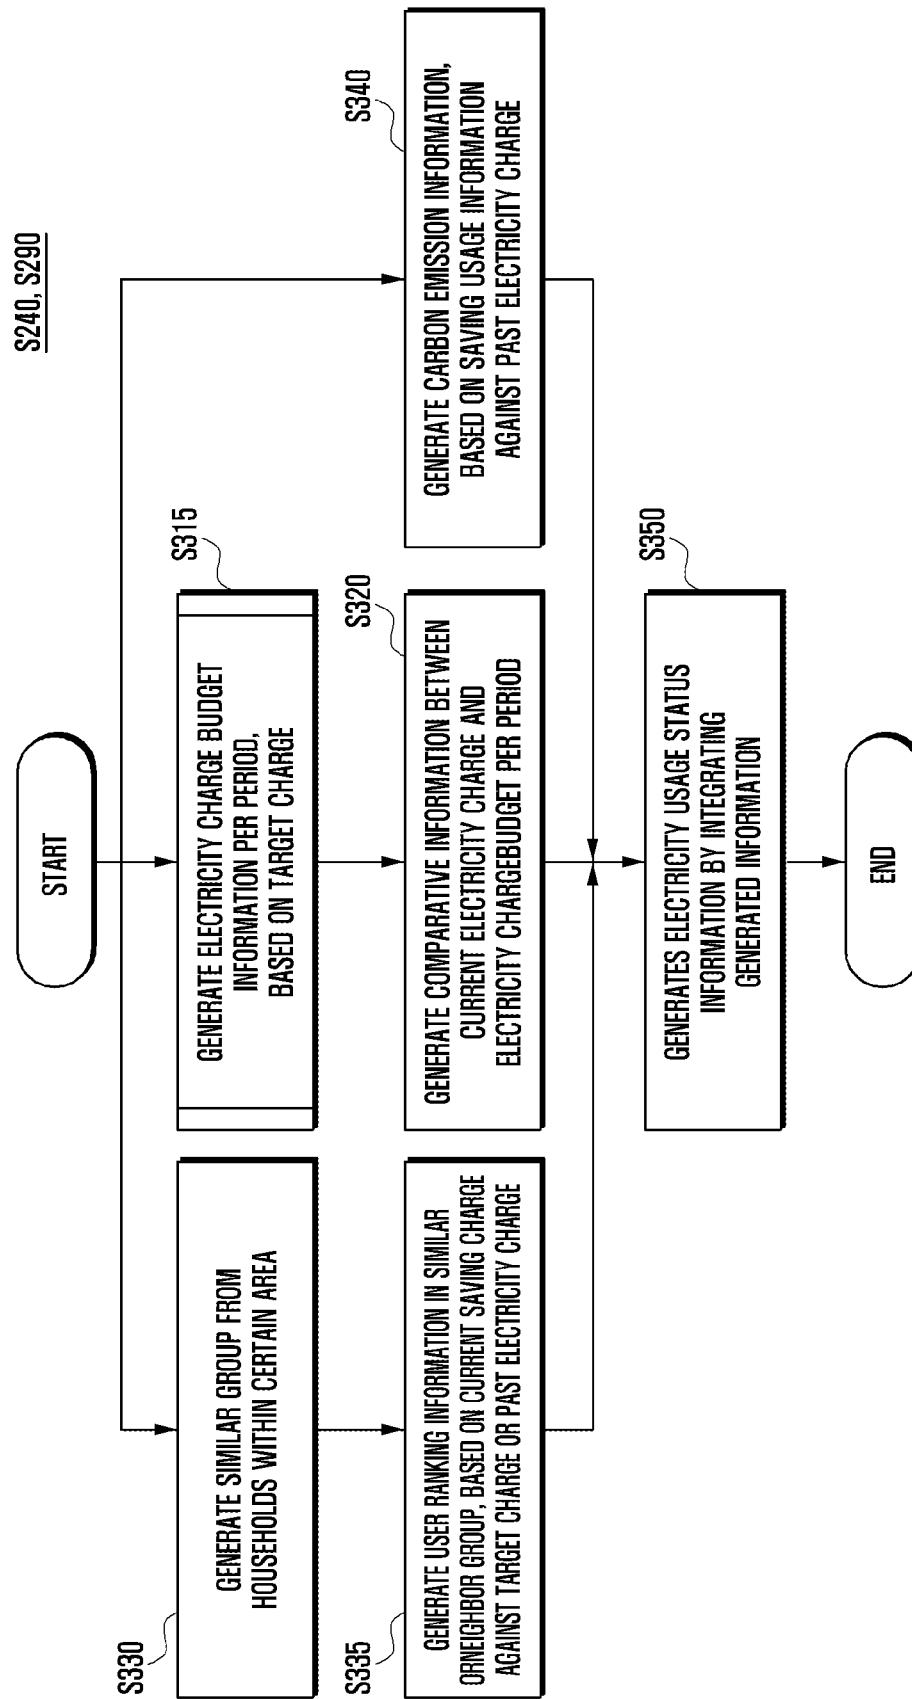 S240, S290
START
S330
GENERATE SIMILAR GROUP FROM
HOUSEHOLDS WITHIN CERTAIN AREA
S315
GENERATE ELECTRICITY CHARGE BUDGET
INFORMATION PER PERIOD,
BASED ON TARGET CHARGE
S335
GENERATE USER RANKING INFORMATION IN SIMILAR
ORNEIGHBOR GROUP, BASED ON CURRENT SAVING CHARGE
AGAINST TARGET CHARGE OR PAST ELECTRICITY CHARGE
S320
GENERATE COMPARATIVE INFORMATION BETWEEN
CURRENT ELECTRICITY CHARGE AND
ELECTRICITY CHARGEBUDGET PER PERIOD
S340
GENERATE CARBON EMISSION INFORMATION,
BASED ON SAVING USAGE INFORMATION
AGAINST PAST ELECTRICITY CHARGE
S350
GENERATES ELECTRICITY USAGE STATUS
INFORMATION BY INTEGRATING
GENERATED INFORMATION
END